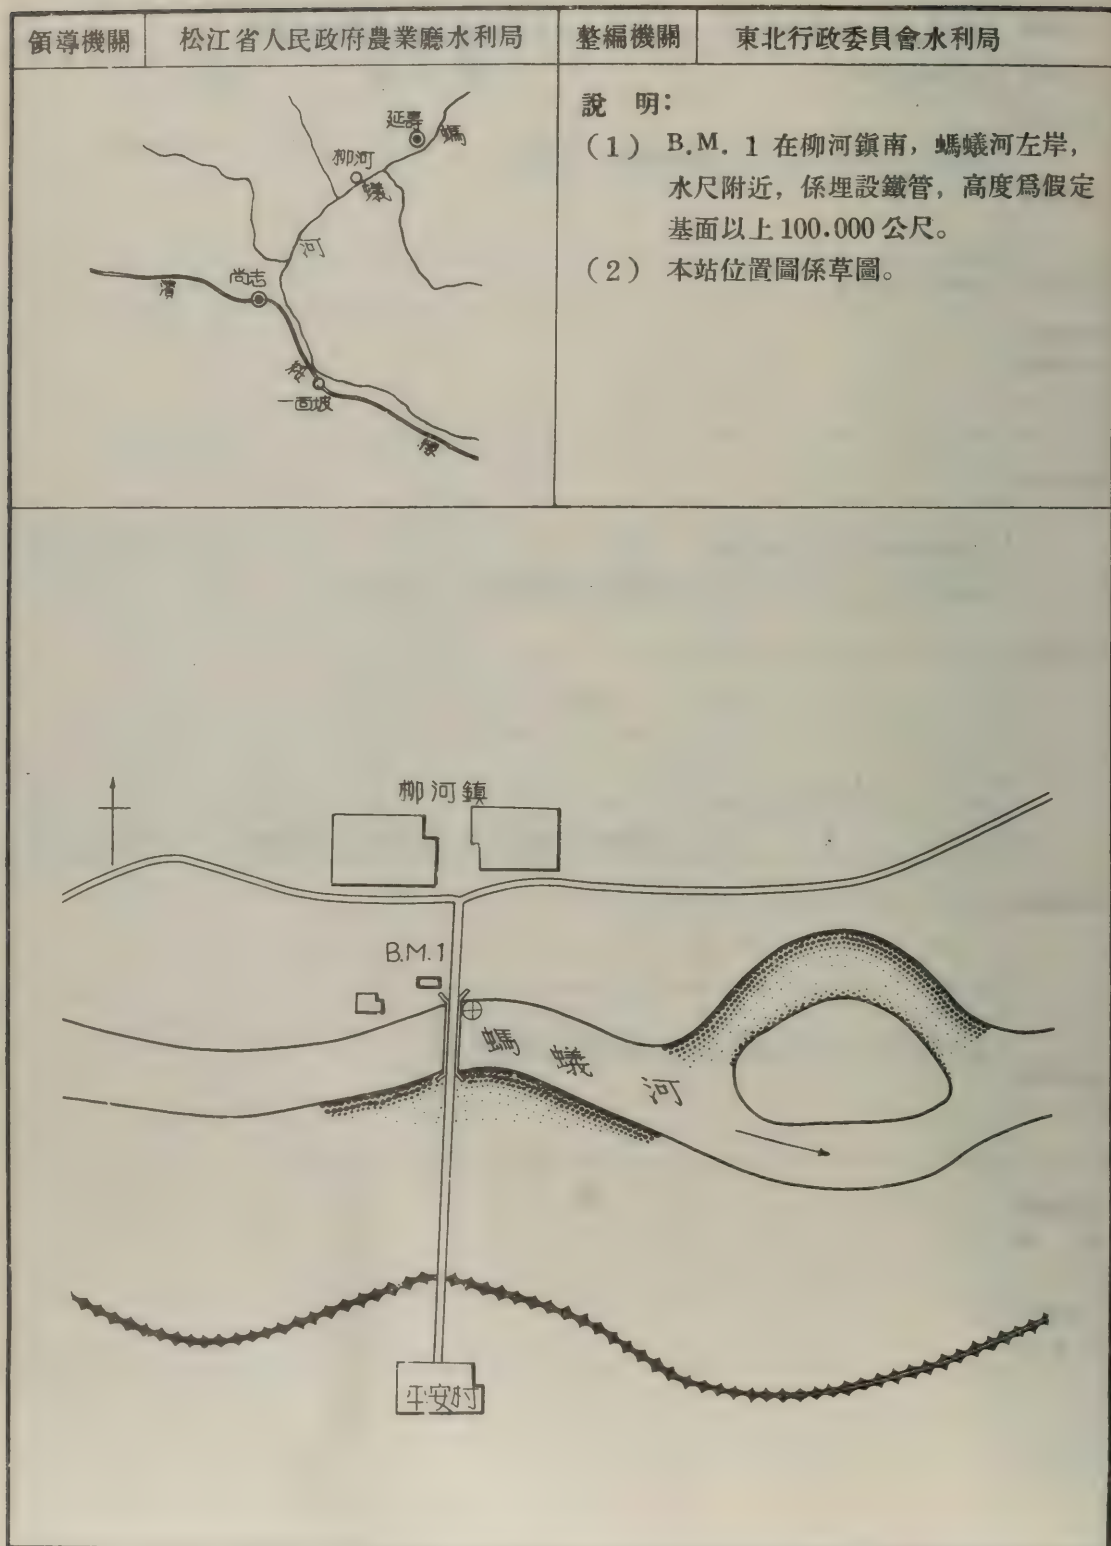 領導機關 松江省人民政府農業廳水利局 整編機關 東北行政委員會水利局
說 明：
（1） B.M. 1 在柳河鎮南，螞蟻河左岸，
水尺附近，係埋設鐵管，高度爲假定
基面以上 100.000 公尺。
（2） 本站位置圖係草圖。
延壽
螞
柳河
蟻
河
尚志
濱
綏
一面坡
線
柳河鎮
B.M.1
螞蟻河
平安村